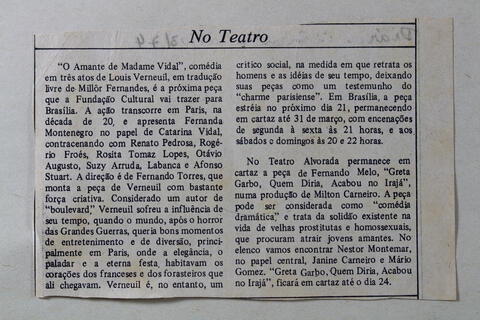 No Teatro
"O Amante de Madame Vidal", comédia
em três atos de Louis Verneuil, em tradução
livre de Millôr Fernandes, é a próxima peça
que a Fundação Cultural vai trazer para
Brasília. A ação transcorre em Paris, na
década de 20, e apresenta Fernanda
Montenegro no papel de Catarina Vidal,
contracenando com Renato Pedrosa, Rogé-
rio Froés, Rosita Tomaz Lopes, Otávio
Augusto, Suzy Arruda, Labanca e Afonso
Stuart. A direção é de Fernando Torres, que
monta a peça de Verneuil com bastante
força criativa. Considerado um autor de
"boulevard," Verneuil sofreu a influência de
seu tempo, quando o mundo, após o horror
das Grandes Guerras, queria bons momentos
de entretenimento e de diversão, princi-
palmente em Paris, onde a elegância, o
paladar e a eterna festa habitavam os
corações dos franceses e dos forasteiros que
ali chegavam. Verneuil é, no entanto, um
crítico social, na medida em que retrata os
homens e as idéias de seu tempo, deixando
suas peças como um testemunho do
"charme parisiense". Em Brasília, a peça
estréia no próximo dia 21, permanecendo
em cartaz até 31 de março, com encenações
de segunda à sexta às 21 horas, e aos
sábados e domingos às 20 e 22 horas.
No Teatro Alvorada permanece em
cartaz a peça de Fernando Melo, "Greta
Garbo, Quem Diria, Acabou no Irajá",
numa produção de Milton Carneiro. A peça
pode ser considerada como "comédia
dramática", e trata da solidão existente na
vida de velhas prostitutas e homossexuais,
que procuram atrair jovens amantes. No
elenco vamos encontrar Nestor Montemar,
no papel central, Janine Carneiro e Mário
Gomez. "Greta Garbo, Quem Diria, Acabou
no Irajá", ficará em cartaz até o dia 24.